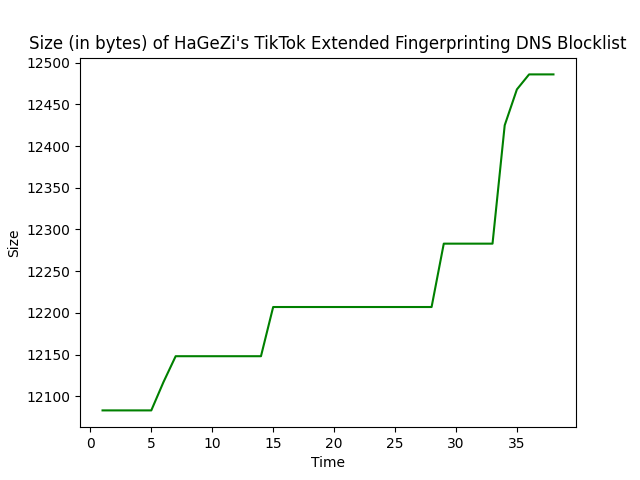 Size (in bytes) of HaGeZi's TikTok Extended Fingerprinting DNS Blocklist
12500
12450
12400
12350
12300
12250
12200
12150
12100
Size
0 5 10 15 20 25 30 35
Time